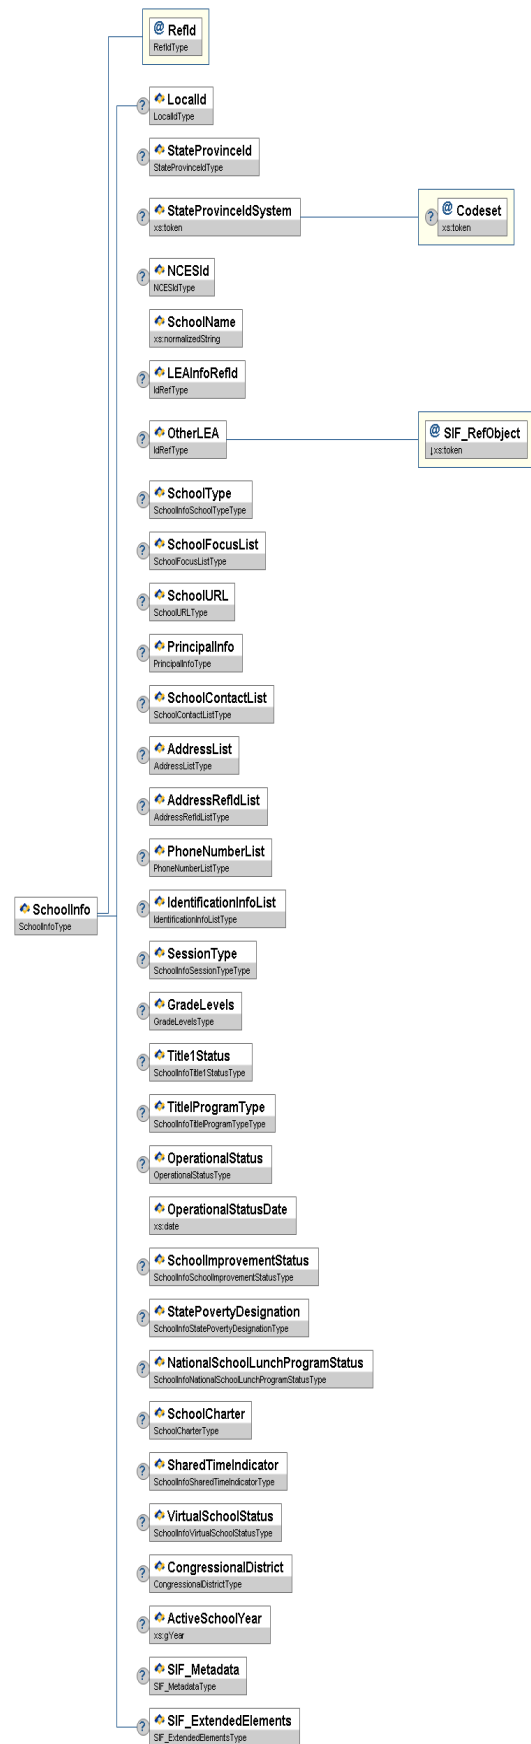 @ RefId
RefIdType
? LocalId
LocalIdType
? StateProvinceId
StateProvinceIdType
? StateProvinceIdSystem
xs:token
? @ Codeset
xs:token
? NCESId
NCESIdType
SchoolName
xs:normalizedString
? LEAInfoRefId
IdRefType
? OtherLEA
IdRefType
@ SIF_RefObject
xs:token
? SchoolType
SchoolInfoSchoolTypeType
? SchoolFocusList
SchoolFocusListType
? SchoolURL
SchoolURLType
? PrincipalInfo
PrincipalInfoType
? SchoolContactList
SchoolContactListType
? AddressList
AddressListType
? AddressRefIdList
AddressRefIdListType
? PhoneNumberList
PhoneNumberListType
SchoolInfo
SchoolInfoType
? IdentificationInfoList
IdentificationInfoListType
? SessionType
SchoolInfoSessionTypeType
? GradeLevels
GradeLevelsType
? Title1Status
SchoolInfoTitle1StatusType
? TitleIProgramType
SchoolInfoTitleIProgramTypeType
? OperationalStatus
OperationalStatusType
OperationalStatusDate
xs:date
? SchoolImprovementStatus
SchoolInfoSchoolImprovementStatusType
? StatePovertyDesignation
SchoolInfoStatePovertyDesignationType
? NationalSchoolLunchProgramStatus
SchoolInfoNationalSchoolLunchProgramStatusType
? SchoolCharter
SchoolCharterType
? SharedTimeIndicator
SchoolInfoSharedTimeIndicatorType
? VirtualSchoolStatus
SchoolInfoVirtualSchoolStatusType
? CongressionalDistrict
CongressionalDistrictType
? ActiveSchoolYear
xs:gYear
? SIF_Metadata
SIF_MetadataType
? SIF_ExtendedElements
SIF_ExtendedElementsType